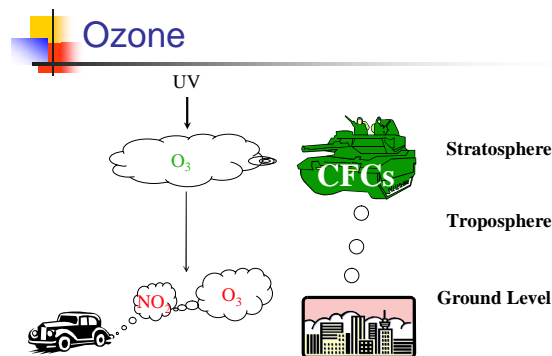 Ozone
UV
O₃
CFCs
Stratosphere
Troposphere
NO₂
O₃
Ground Level